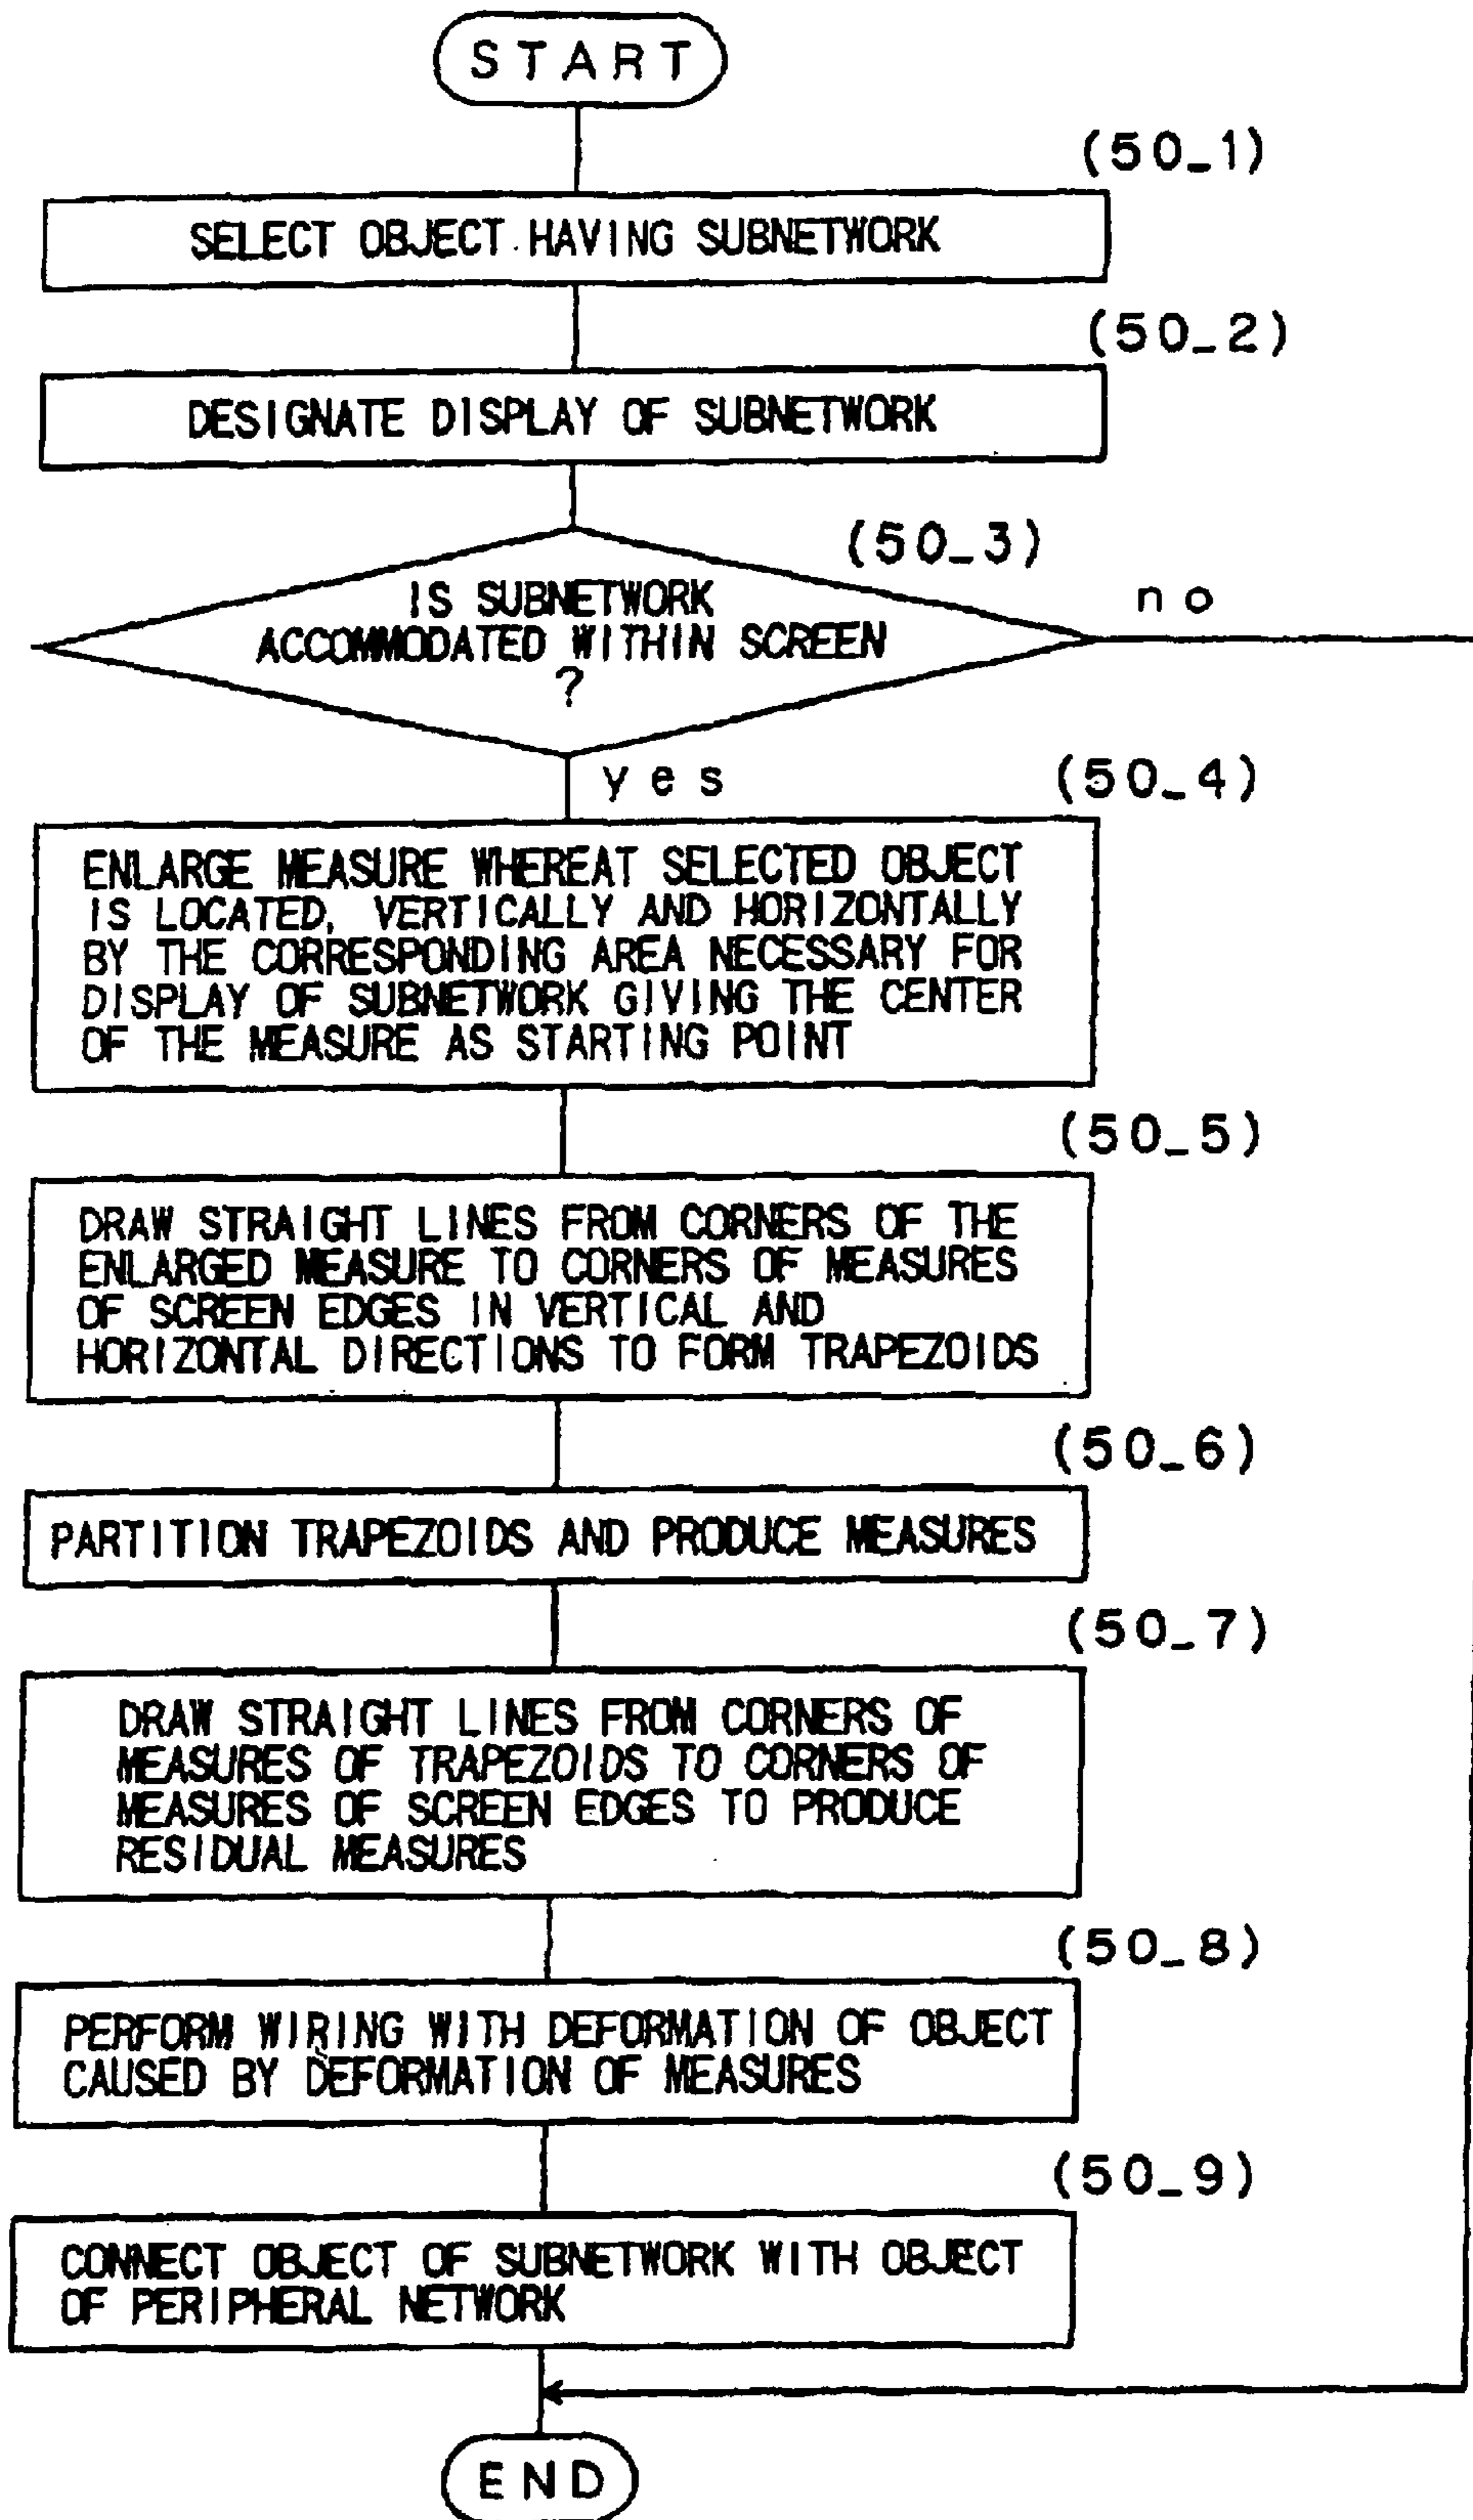 START
(50_1)
SELECT OBJECT HAVING SUBNETWORK
(50_2)
DESIGNATE DISPLAY OF SUBNETWORK
(50_3)
IS SUBNETWORK
ACCOMMODATED WITHIN SCREEN
?
no
yes
(50_4)
ENLARGE MEASURE WHEREAT SELECTED OBJECT
IS LOCATED, VERTICALLY AND HORIZONTALLY
BY THE CORRESPONDING AREA NECESSARY FOR
DISPLAY OF SUBNETWORK GIVING THE CENTER
OF THE MEASURE AS STARTING POINT
(50_5)
DRAW STRAIGHT LINES FROM CORNERS OF THE
ENLARGED MEASURE TO CORNERS OF MEASURES
OF SCREEN EDGES IN VERTICAL AND
HORIZONTAL DIRECTIONS TO FORM TRAPEZOIDS
(50_6)
PARTITION TRAPEZOIDS AND PRODUCE MEASURES
(50_7)
DRAW STRAIGHT LINES FROM CORNERS OF
MEASURES OF TRAPEZOIDS TO CORNERS OF
MEASURES OF SCREEN EDGES TO PRODUCE
RESIDUAL MEASURES
(50_8)
PERFORM WIRING WITH DEFORMATION OF OBJECT
CAUSED BY DEFORMATION OF MEASURES
(50_9)
CONNECT OBJECT OF SUBNETWORK WITH OBJECT
OF PERIPHERAL NETWORK
END